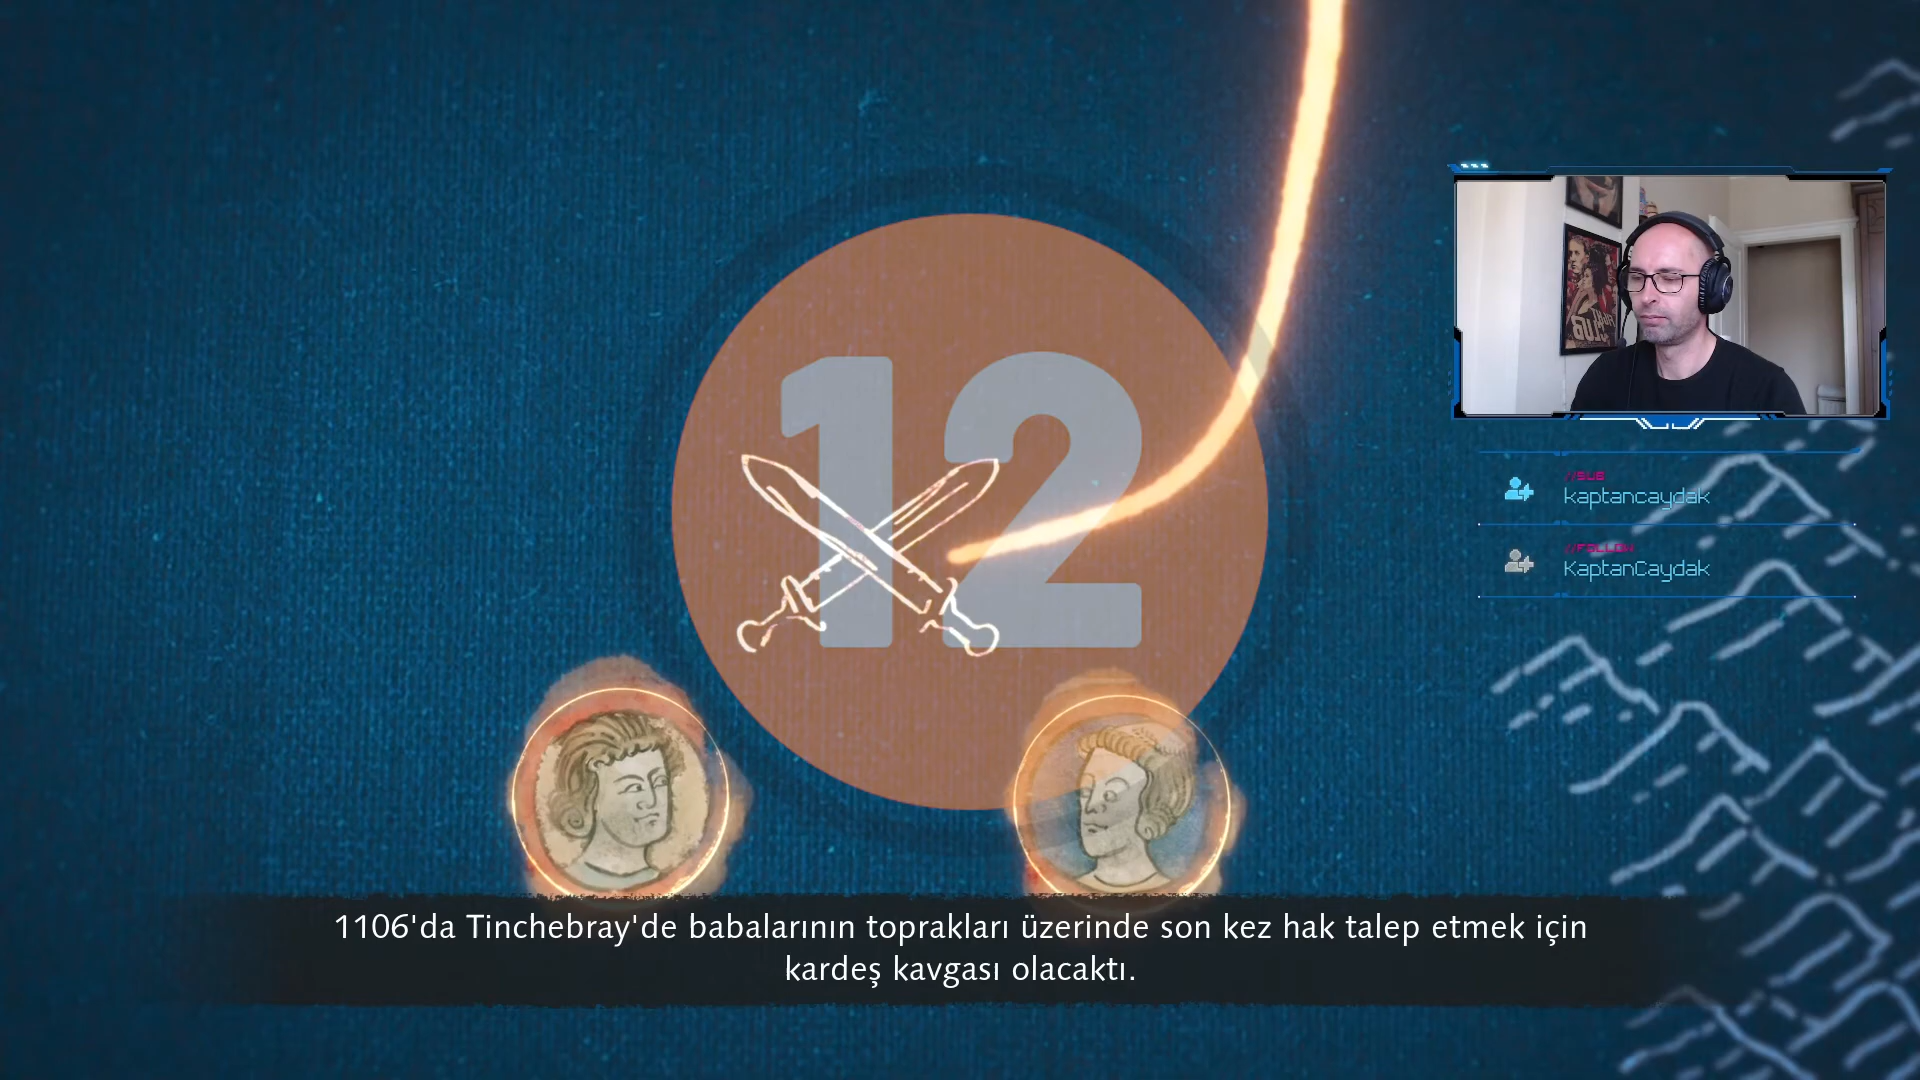 12
//SUB
kaptancaydak
//FOLLOW
KaptanCaydak
1106'da Tinchebray'de babalarının toprakları üzerinde son kez hak talep etmek için
kardeş kavgası olacaktı.